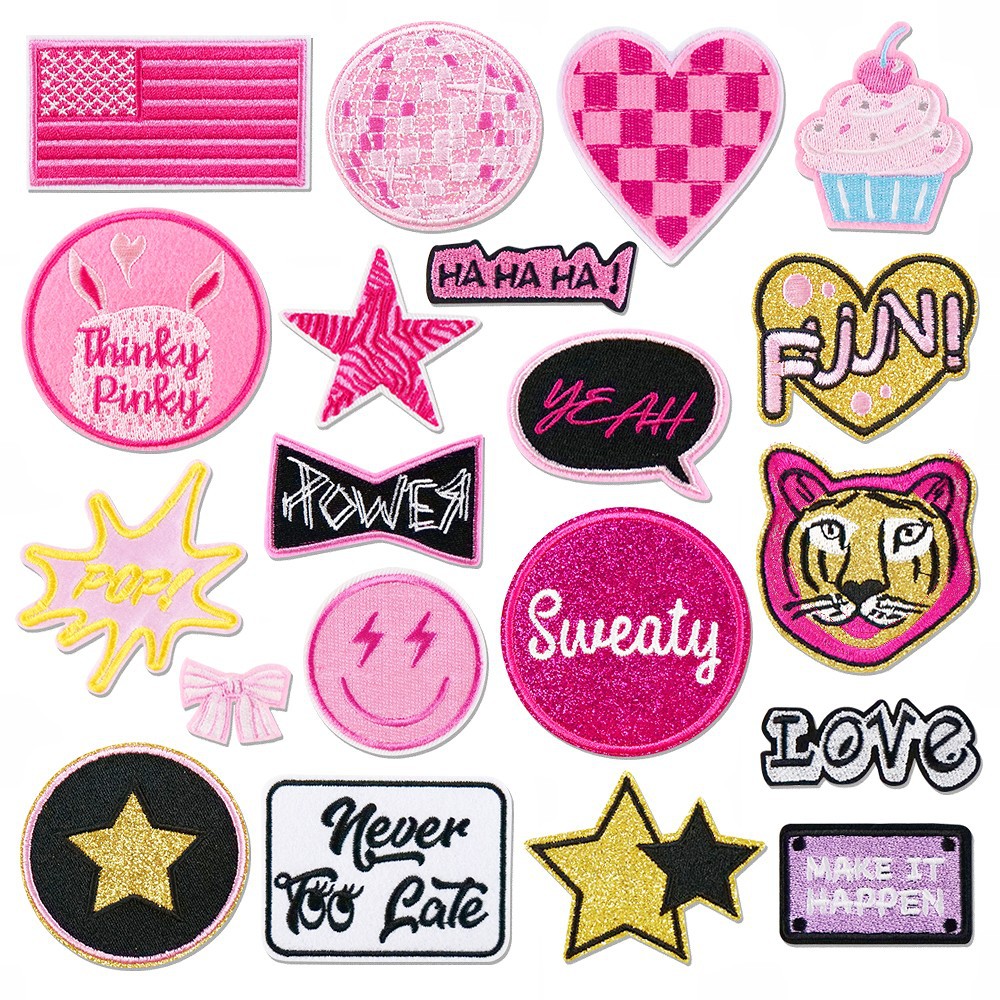 HA HA HA!
Thinky
Pinky
FUN!
YEAH
POWER
POP!
Sweaty
LOVE
Never
Too Late
MAKE IT
HAPPEN